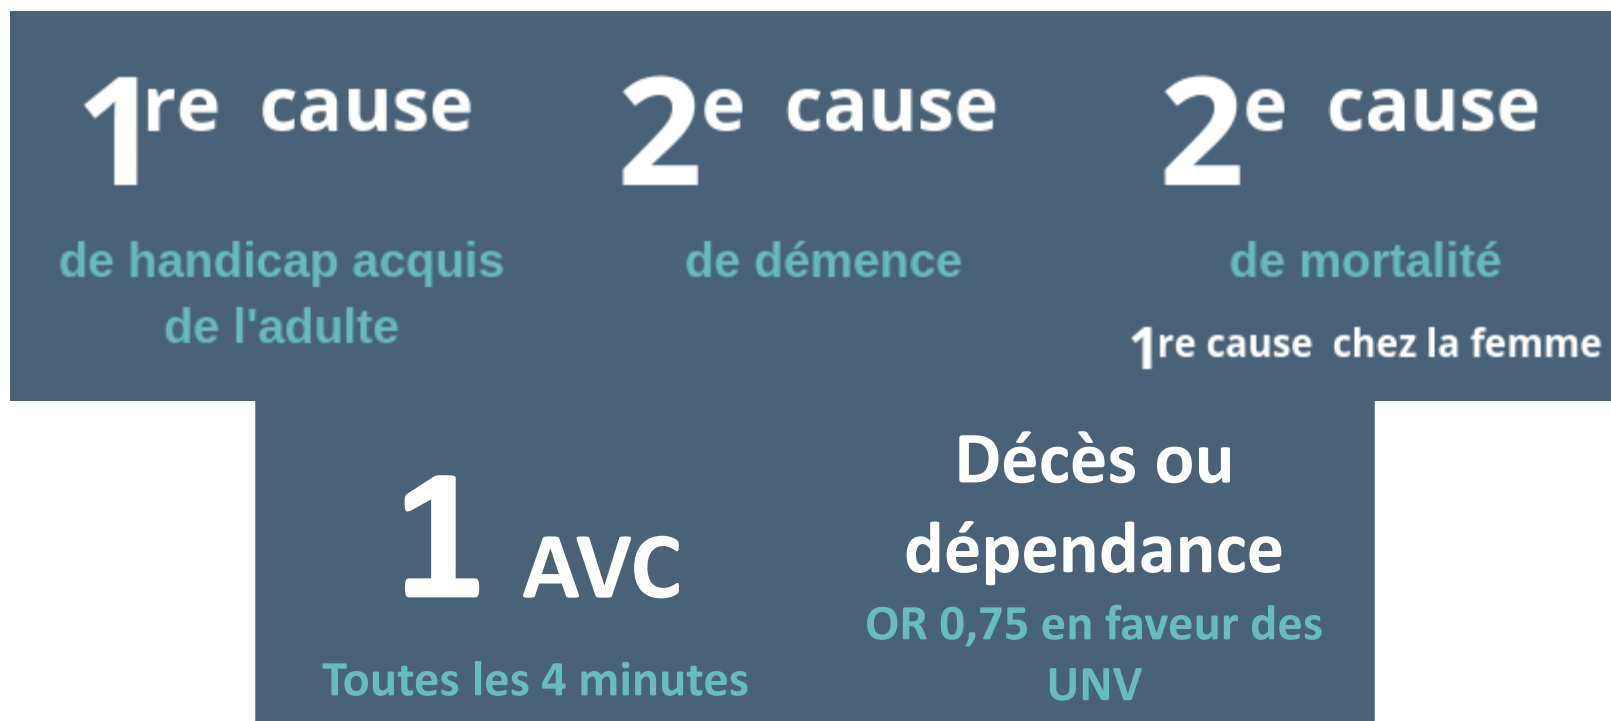 1re cause
de handicap acquis
de l'adulte
2e cause
de démence
2e cause
de mortalité
1re cause chez la femme
1 AVC
Toutes les 4 minutes
Décès ou
dépendance
OR 0,75 en faveur des
UNV